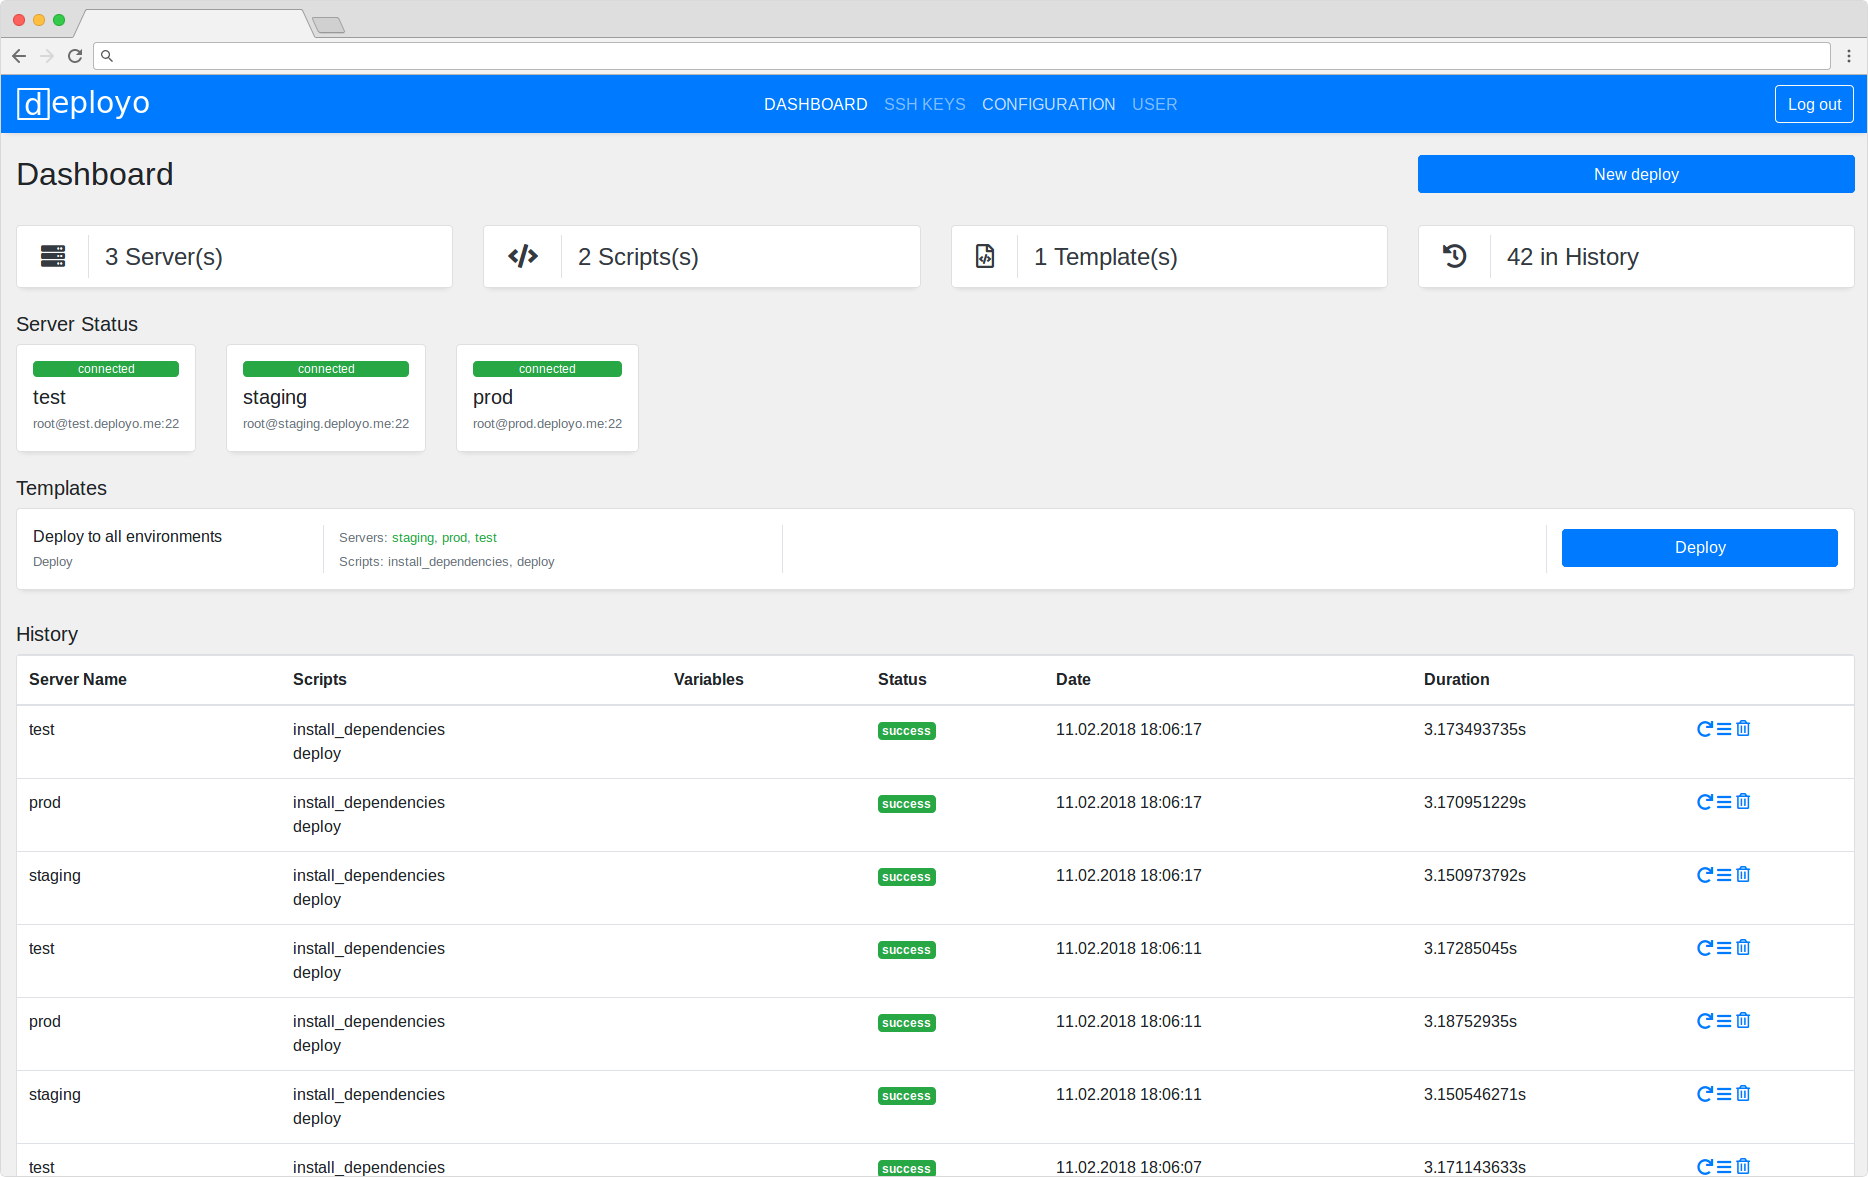 deployo
DASHBOARD SSH KEYS CONFIGURATION USER
Log out
Dashboard
New deploy
3 Server(s)
2 Scripts(s)
1 Template(s)
42 in History
Server Status
connected
test
root@test.deployo.me:22
connected
staging
root@staging.deployo.me:22
connected
prod
root@prod.deployo.me:22
Templates
Deploy to all environments
Deploy
Servers: staging, prod, test
Scripts: install_dependencies, deploy
Deploy
History
Server Name Scripts Variables Status Date Duration
test install_dependencies success 11.02.2018 18:06:17 3.173493735s
deploy
prod install_dependencies success 11.02.2018 18:06:17 3.170951229s
deploy
staging install_dependencies success 11.02.2018 18:06:17 3.150973792s
deploy
test install_dependencies success 11.02.2018 18:06:11 3.17285045s
deploy
prod install_dependencies success 11.02.2018 18:06:11 3.18752935s
deploy
staging install_dependencies success 11.02.2018 18:06:11 3.150546271s
deploy
test install_dependencies success 11.02.2018 18:06:07 3.171143633s